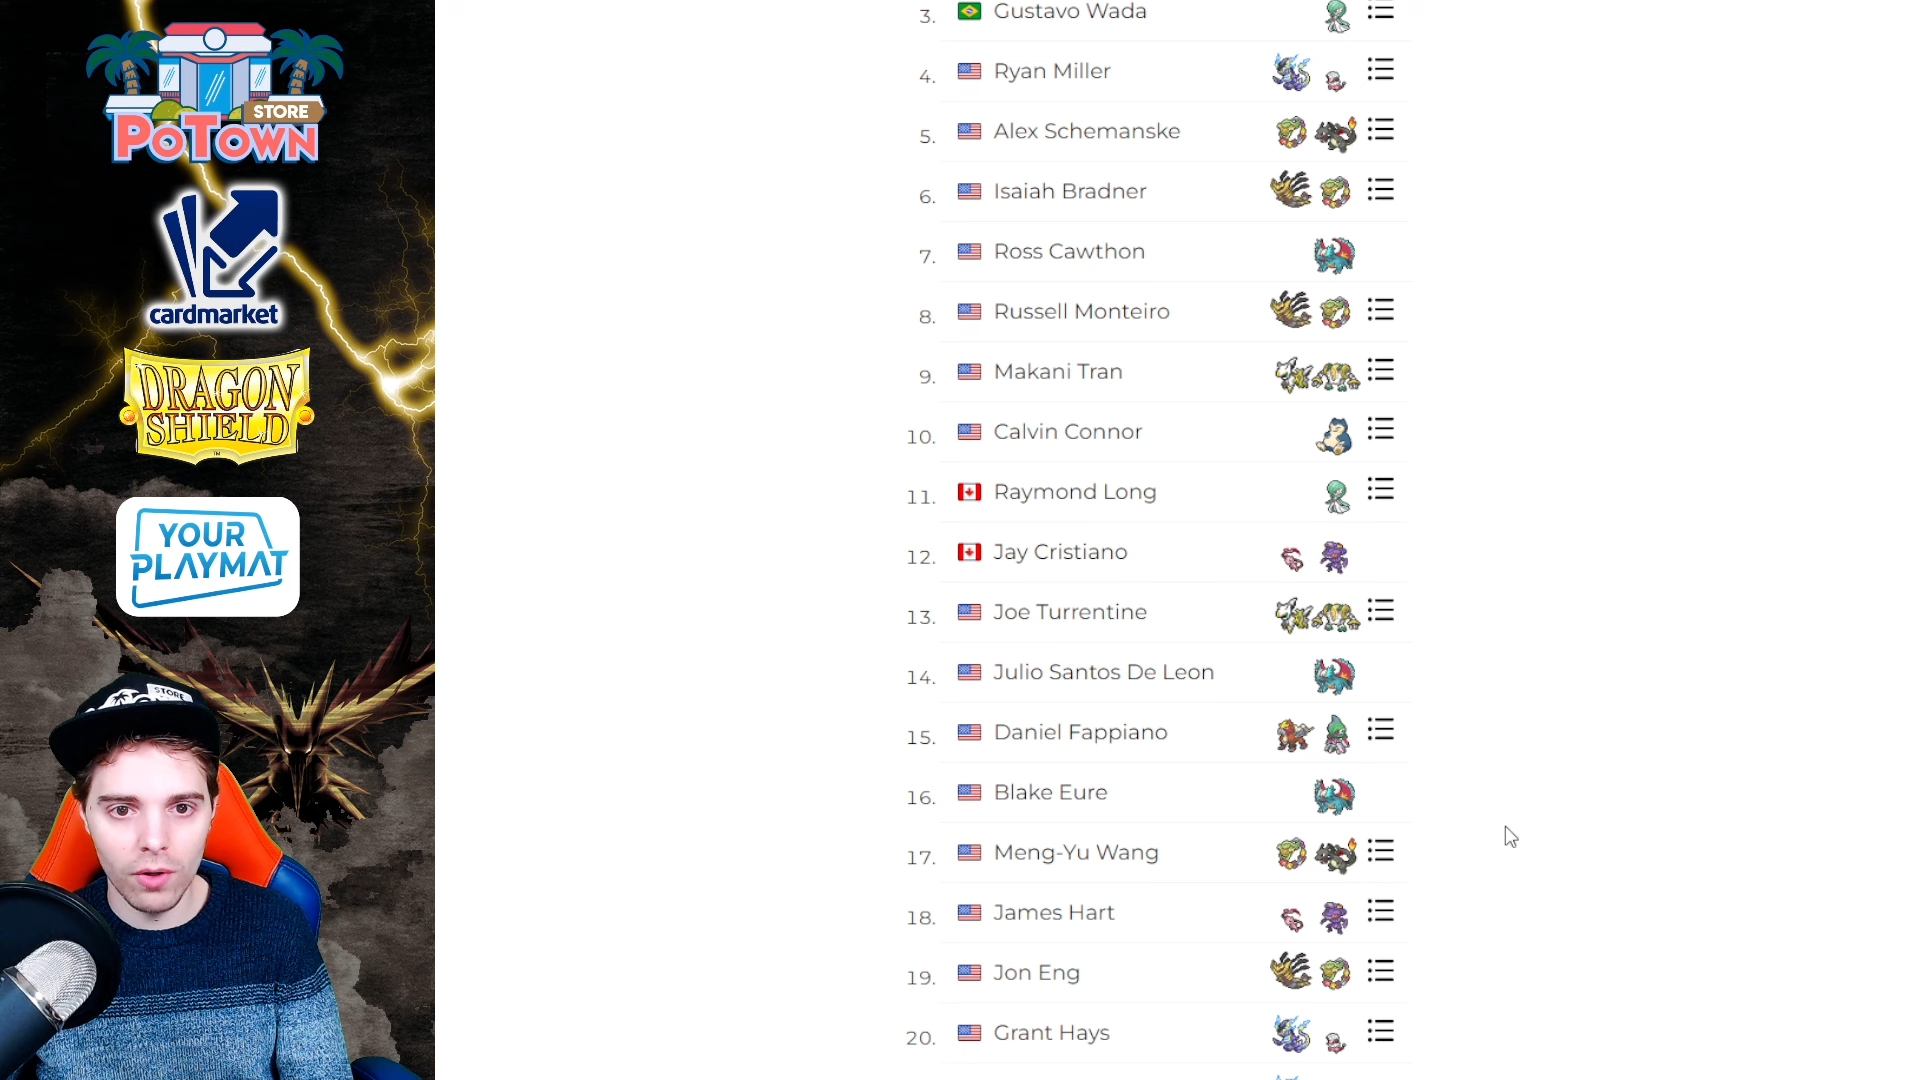 STORE
PoTown
cardmarket
DRAGON
SHIELD
TM
YOUR
PLAYMAT
STORE
3. Gustavo Wada
4. Ryan Miller
5. Alex Schemanske
6. Isaiah Bradner
7. Ross Cawthon
8. Russell Monteiro
9. Makani Tran
10. Calvin Connor
11. Raymond Long
12. Jay Cristiano
13. Joe Turrentine
14. Julio Santos De Leon
15. Daniel Fappiano
16. Blake Eure
17. Meng-Yu Wang
18. James Hart
19. Jon Eng
20. Grant Hays